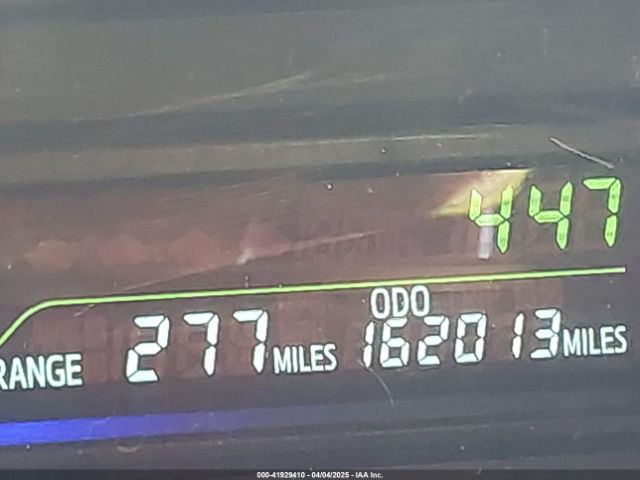 447
ODO
RANGE 277 MILES 162013 MILES
000-41929410 - 04/04/2025 - IAA Inc.